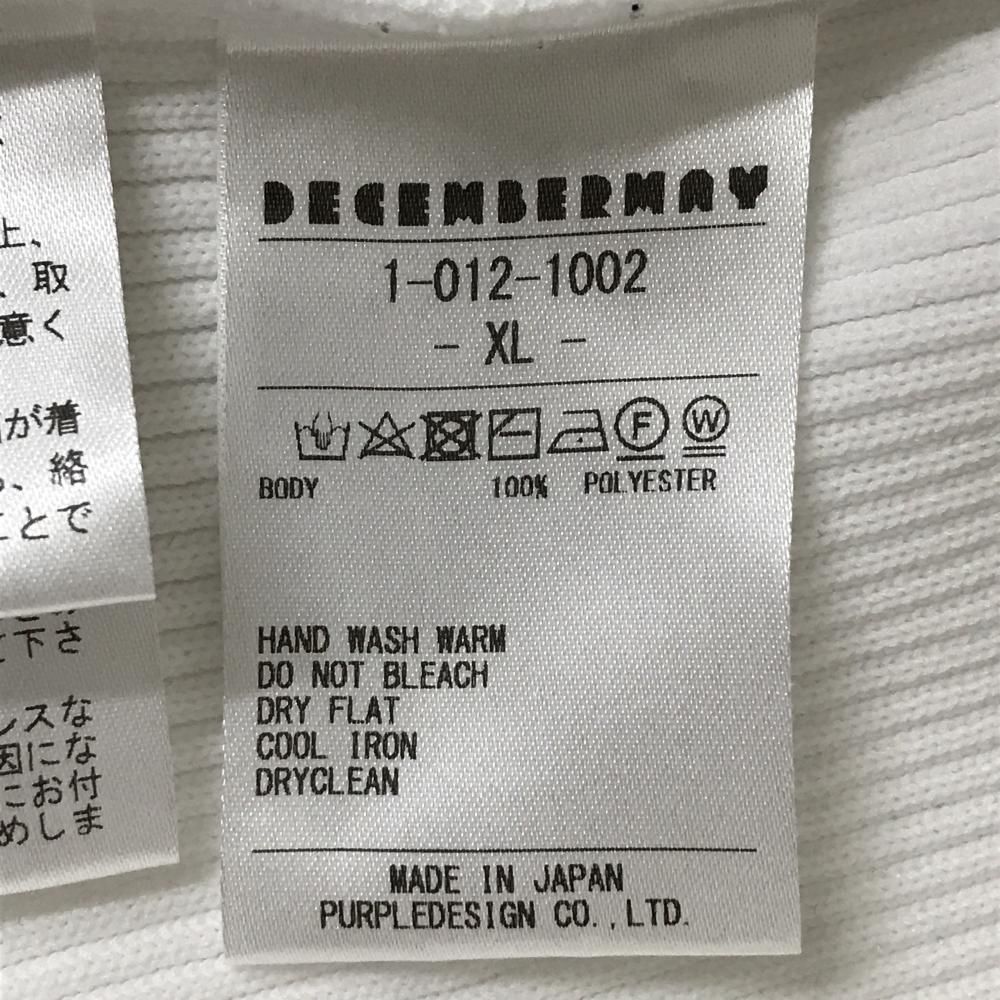 上、
、取
意く
が着
、絡
ことで
下さ
ンスな
因にな
にお付
めしま
DECEMBERMAY
1-012-1002
- XL -
F W
BODY 100% POLYESTER
HAND WASH WARM
DO NOT BLEACH
DRY FLAT
COOL IRON
DRYCLEAN
MADE IN JAPAN
PURPLEDESIGN CO.,LTD.